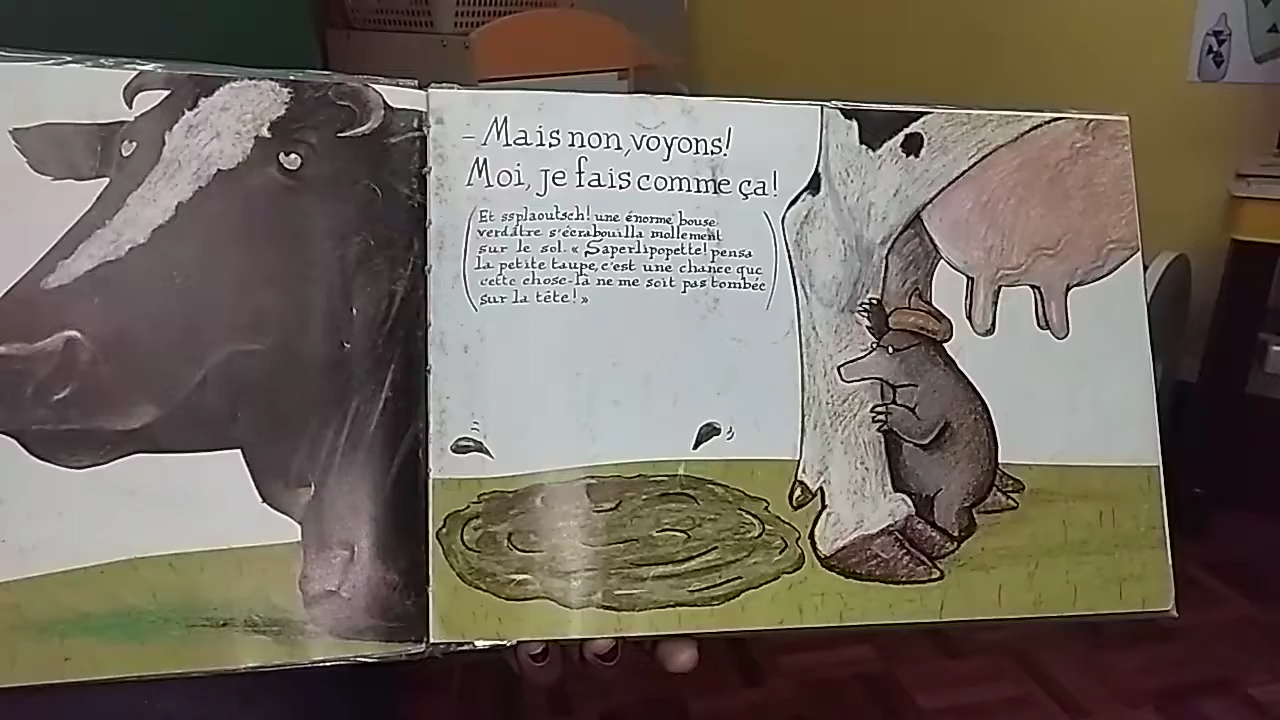 – Mais non, voyons!
Moi, je fais comme ça!
(Et ssplaoutsch! une énorme bouse
verdâtre s'écrabouilla mollement
sur le sol. « Saperlipopette! pensa
la petite taupe, c'est une chance que
cette chose-là ne me soit pas tombée
sur la tête! »)